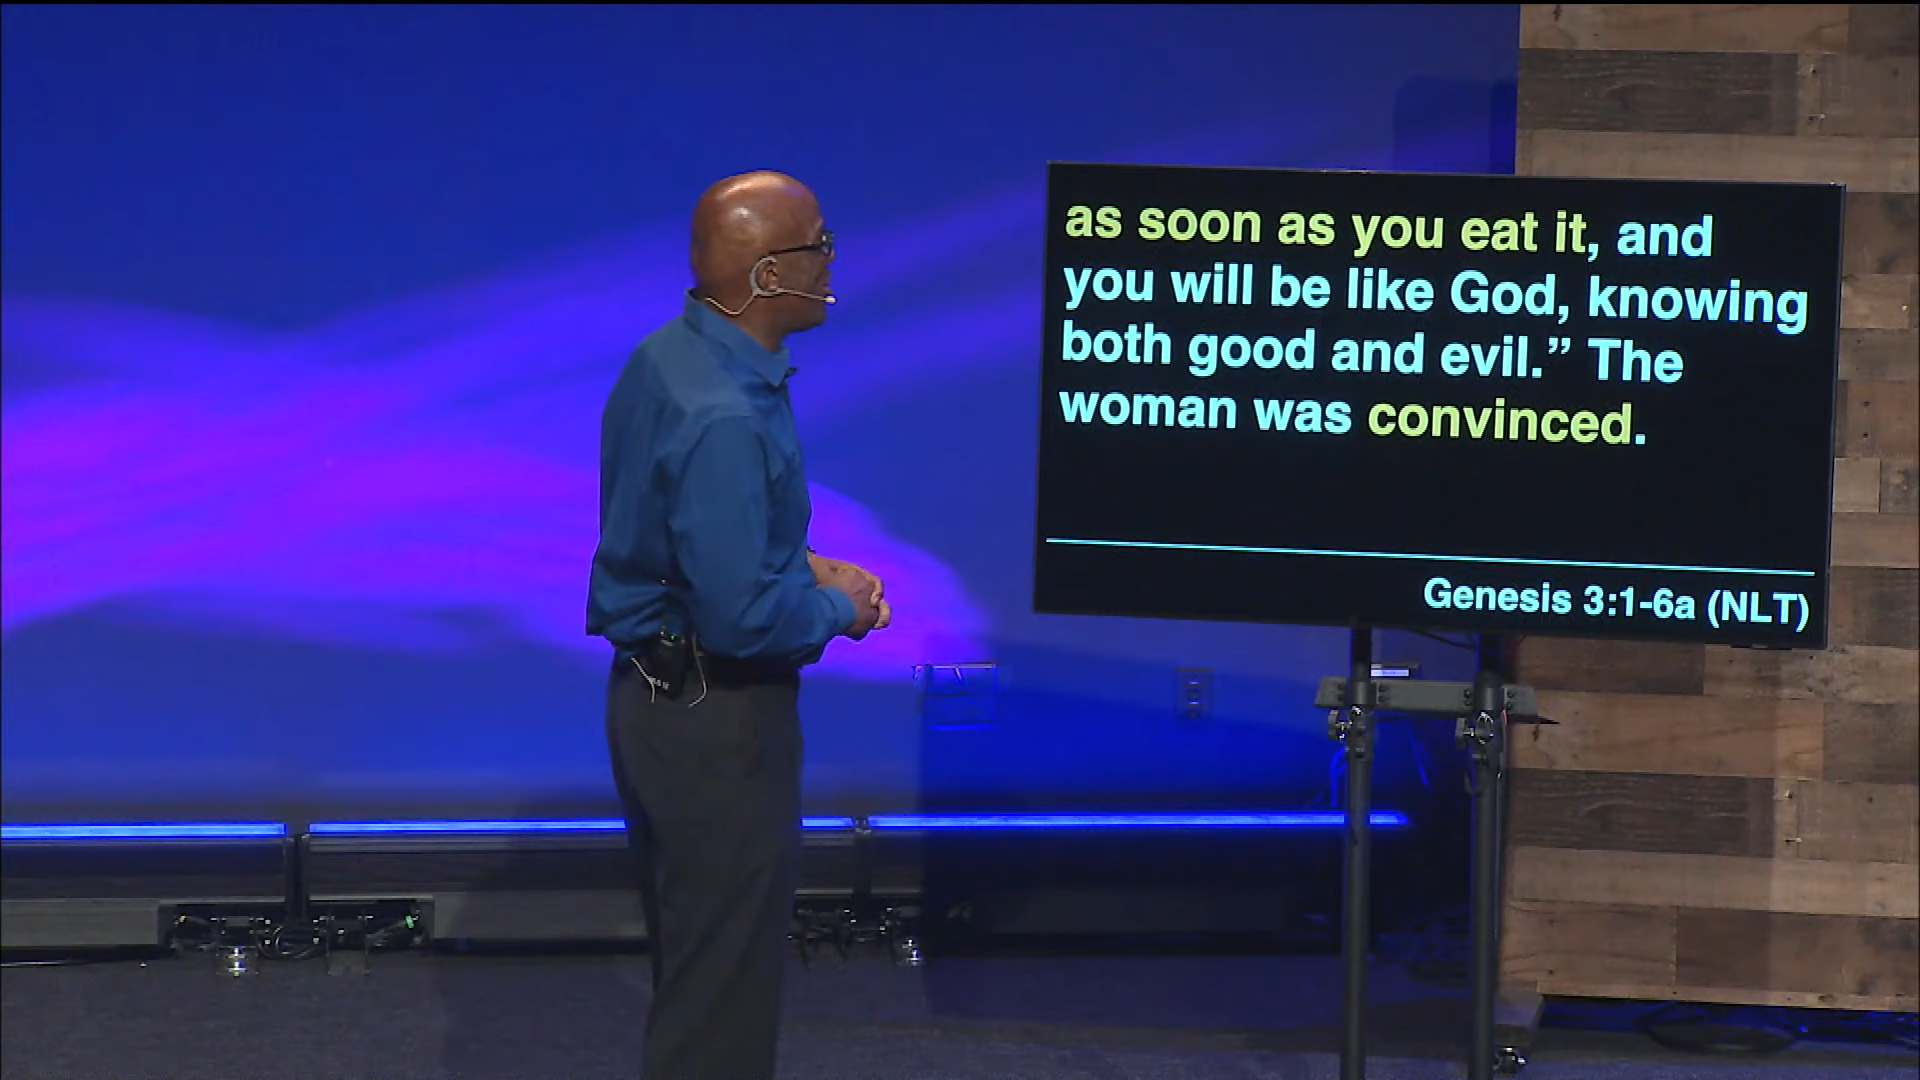 as soon as you eat it, and
you will be like God, knowing
both good and evil.” The
woman was convinced.
Genesis 3:1-6a (NLT)